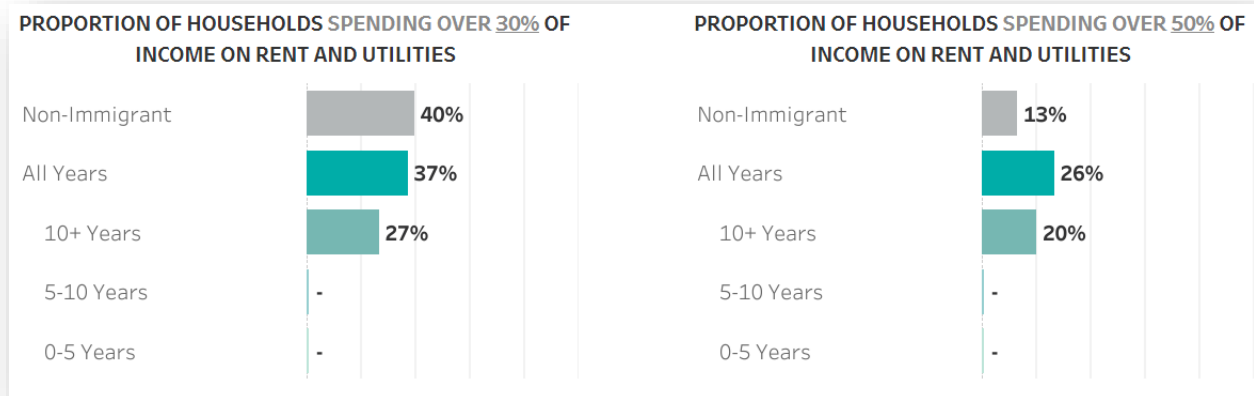 PROPORTION OF HOUSEHOLDS SPENDING OVER 30% OF
INCOME ON RENT AND UTILITIES
Non-Immigrant 40%
All Years 37%
10+ Years 27%
5-10 Years -
0-5 Years -
PROPORTION OF HOUSEHOLDS SPENDING OVER 50% OF
INCOME ON RENT AND UTILITIES
Non-Immigrant 13%
All Years 26%
10+ Years 20%
5-10 Years -
0-5 Years -